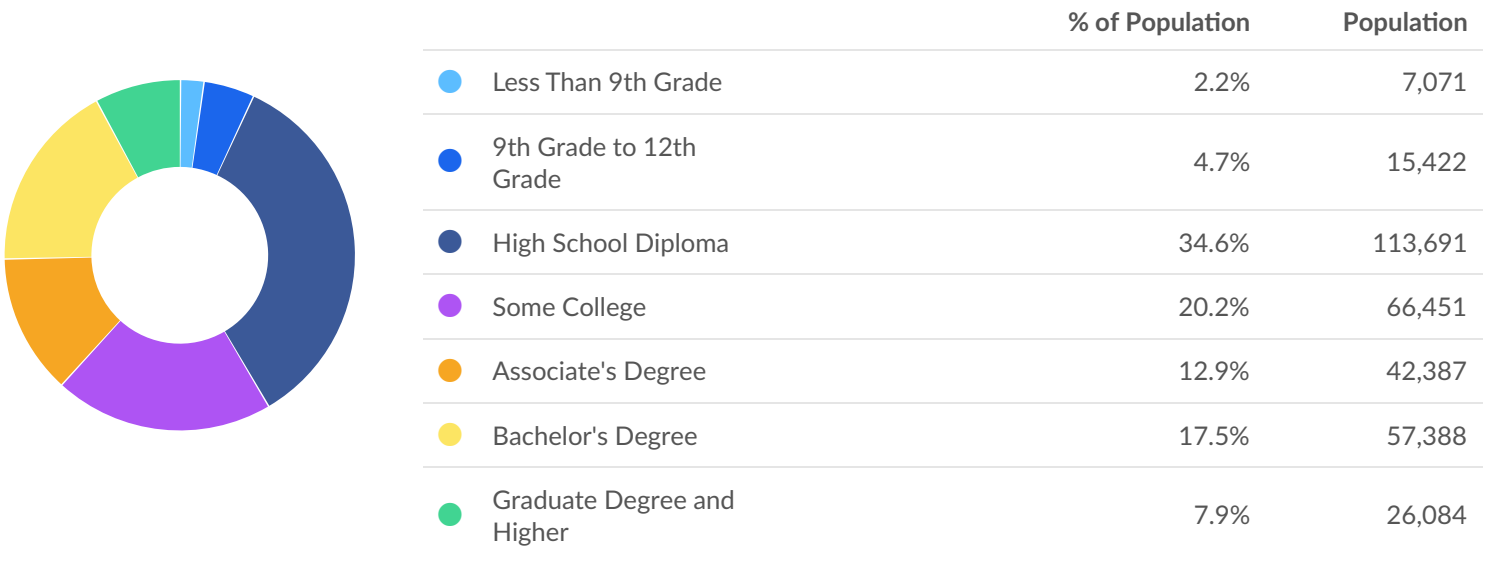 % of Population Population
Less Than 9th Grade 2.2% 7,071
9th Grade to 12th
Grade 4.7% 15,422
High School Diploma 34.6% 113,691
Some College 20.2% 66,451
Associate's Degree 12.9% 42,387
Bachelor's Degree 17.5% 57,388
Graduate Degree and
Higher 7.9% 26,084